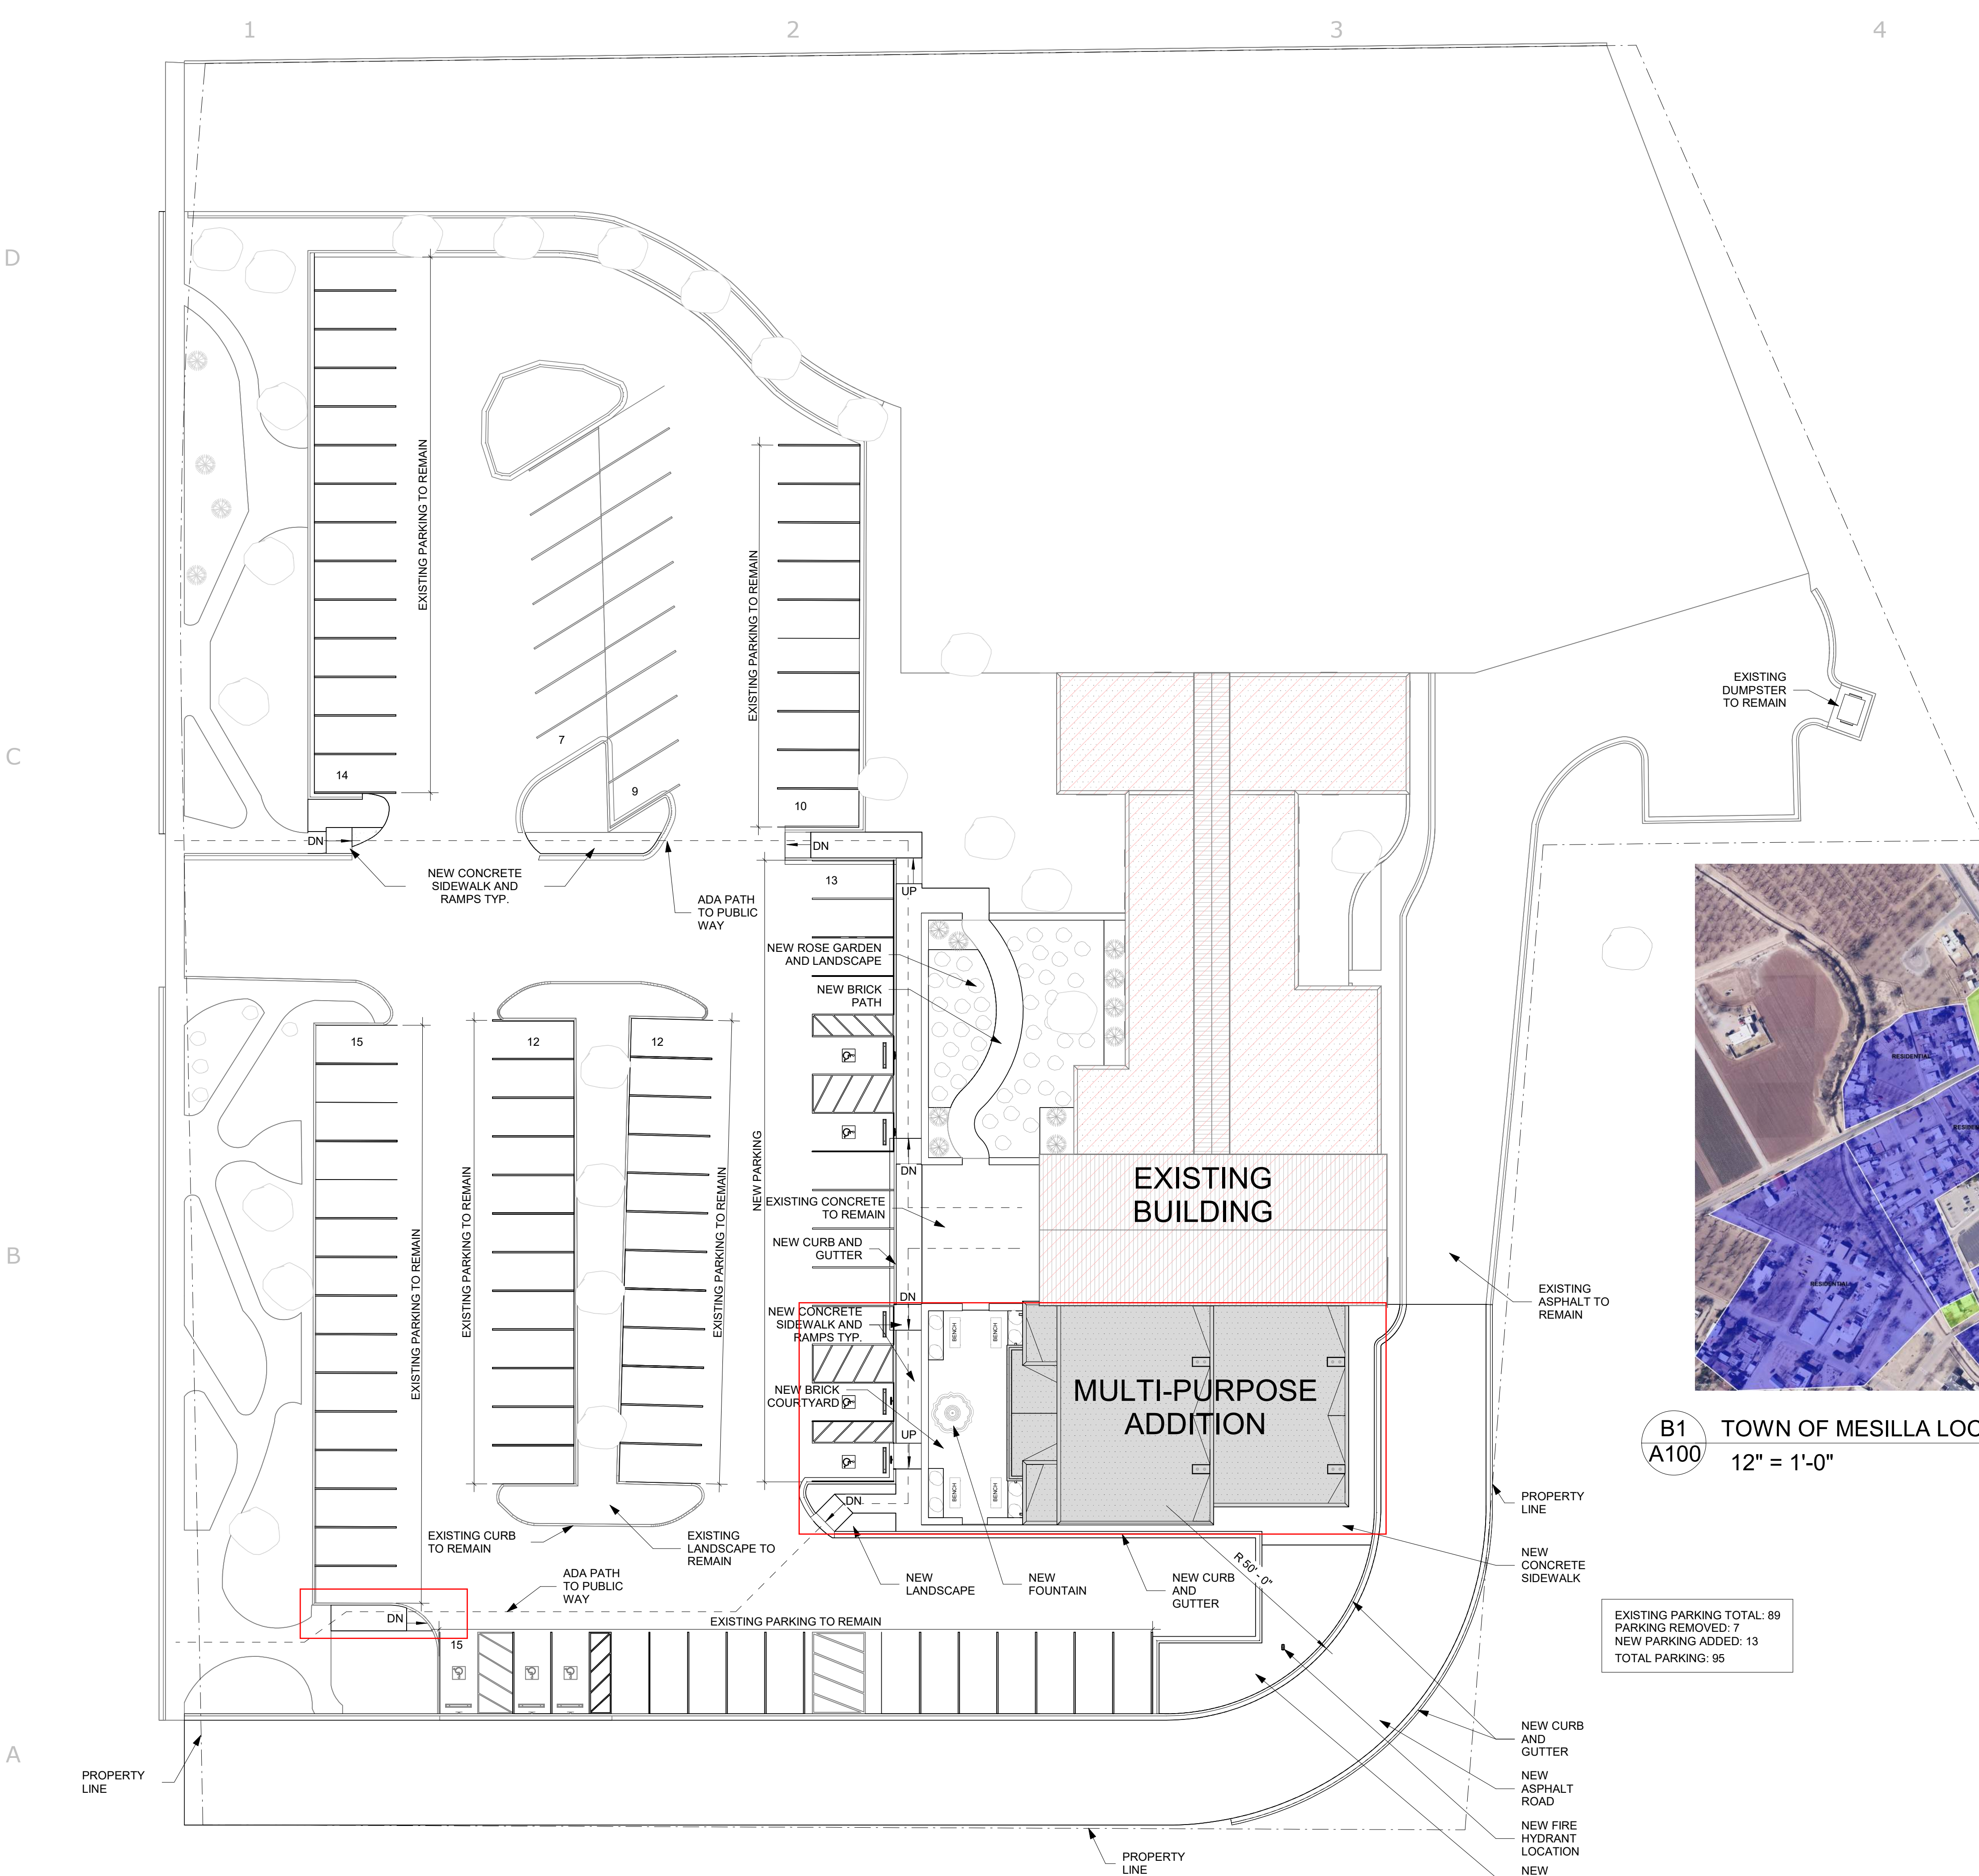 1
2
3
4
D
C
B
A
EXISTING PARKING TO REMAIN
EXISTING PARKING TO REMAIN
14
7
9
10
EXISTING
DUMPSTER
TO REMAIN
DN
DN
NEW CONCRETE
SIDEWALK AND
RAMPS TYP.
ADA PATH
TO PUBLIC
WAY
13
UP
NEW ROSE GARDEN
AND LANDSCAPE
NEW BRICK
PATH
15
12
12
EXISTING PARKING TO REMAIN
EXISTING PARKING TO REMAIN
EXISTING PARKING TO REMAIN
NEW PARKING
DN
EXISTING CONCRETE
TO REMAIN
NEW CURB AND
GUTTER
DN
NEW CONCRETE
SIDEWALK AND
RAMPS TYP.
NEW BRICK
COURTYARD
UP
DN
BENCH
BENCH
BENCH
BENCH
EXISTING
BUILDING
MULTI-PURPOSE
ADDITION
EXISTING
ASPHALT TO
REMAIN
RESIDENTIAL
RESIDEN
RESIDENTIAL
B1
A100
TOWN OF MESILLA LOC
12" = 1'-0"
PROPERTY
LINE
EXISTING CURB
TO REMAIN
EXISTING
LANDSCAPE TO
REMAIN
ADA PATH
TO PUBLIC
WAY
NEW
LANDSCAPE
NEW
FOUNTAIN
NEW CURB
AND
GUTTER
R 50' - 0"
NEW
CONCRETE
SIDEWALK
DN
15
EXISTING PARKING TO REMAIN
EXISTING PARKING TOTAL: 89
PARKING REMOVED: 7
NEW PARKING ADDED: 13
TOTAL PARKING: 95
NEW CURB
AND
GUTTER
NEW
ASPHALT
ROAD
NEW FIRE
HYDRANT
LOCATION
NEW
PROPERTY
LINE
PROPERTY
LINE